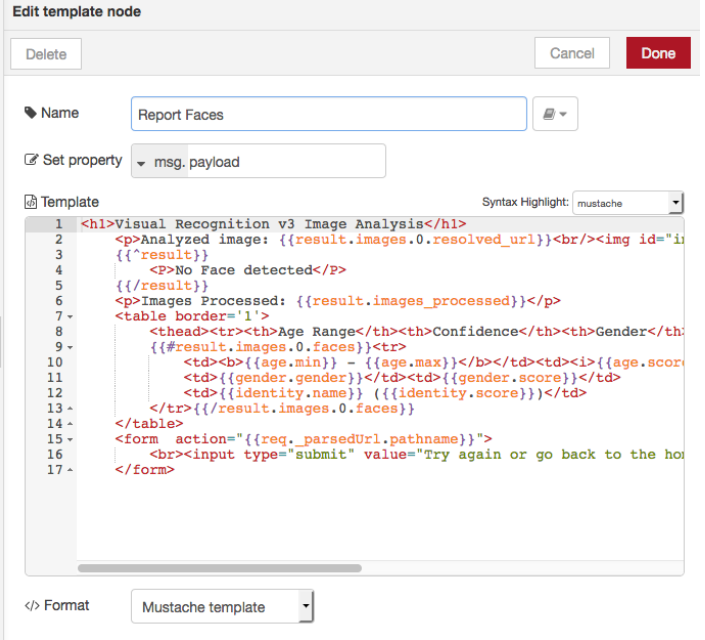 Edit template node
Delete
Cancel
Done
Name
Report Faces
Set property
msg. payload
Template
Syntax Highlight: mustache
1 <h1>Visual Recognition v3 Image Analysis</h1>
2 <p>Analyzed image: {{result.images.0.resolved_url}}<br/><img id="in
3 {{^result}}
4 <P>No Face detected</P>
5 {{/result}}
6 <p>Images Processed: {{result.images_processed}}</p>
7 <table border='1'>
8 <thead><tr><th>Age Range</th><th>Confidence</th><th>Gender</th>
9 {{#result.images.0.faces}}<tr>
10 <td><b>{{age.min}} - {{age.max}}</b></td><td><i>{{age.score
11 <td>{{gender.gender}}</td><td>{{gender.score}}</td>
12 <td>{{identity.name}} ({{identity.score}})</td>
13 </tr>{{/result.images.0.faces}}
14 </table>
15 <form  action="{{req._parsedUrl.pathname}}">
16 <br><input type="submit" value="Try again or go back to the ho
17 </form>
</> Format
Mustache template